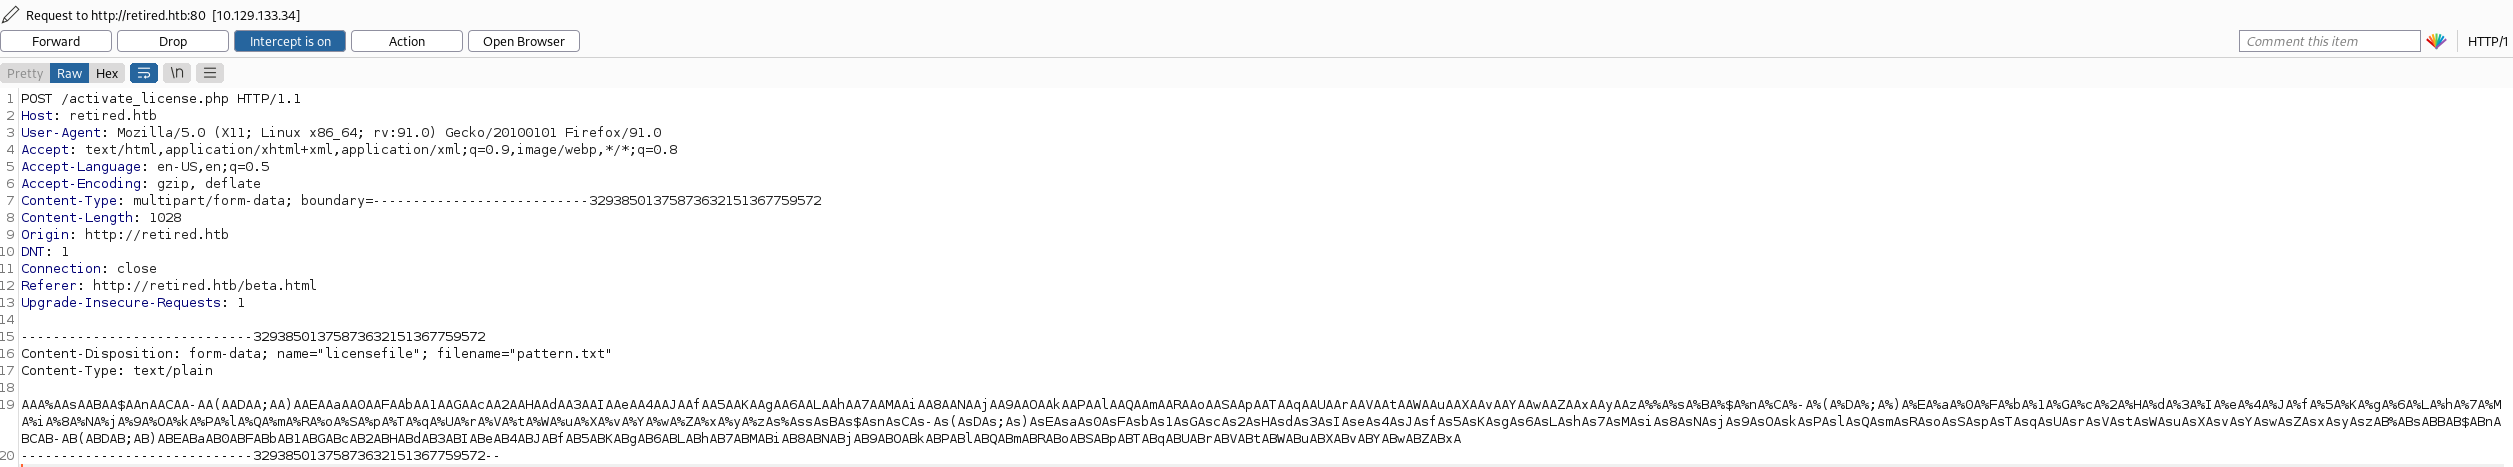 Request to http://retired.htb:80 [10.129.133.34]
Forward Drop Intercept is on Action Open Browser Comment this item HTTP/1
Pretty Raw Hex \n
1 POST /activate_license.php HTTP/1.1
2 Host: retired.htb
3 User-Agent: Mozilla/5.0 (X11; Linux x86_64; rv:91.0) Gecko/20100101 Firefox/91.0
4 Accept: text/html,application/xhtml+xml,application/xml;q=0.9,image/webp,*/*;q=0.8
5 Accept-Language: en-US,en;q=0.5
6 Accept-Encoding: gzip, deflate
7 Content-Type: multipart/form-data; boundary=---------------------------32938501375873632151367759572
8 Content-Length: 1028
9 Origin: http://retired.htb
10 DNT: 1
11 Connection: close
12 Referer: http://retired.htb/beta.html
13 Upgrade-Insecure-Requests: 1
14
15 -----------------------------32938501375873632151367759572
16 Content-Disposition: form-data; name="licensefile"; filename="pattern.txt"
17 Content-Type: text/plain
18
19 AAA%AAsAABAA$AAnAACAA-AA(AADAA;AA)AAEAAaAA0AAFAAbAA1AAGAAcAA2AAHAAdAA3AAIAAeAA4AAJAAfAA5AAKAAgAA6AALAAhAA7AAMAAiAA8AANAAjAA9AAOAAkAAPAAlAAQAAmAARAAoAASAApAATAAqAAUAArAAVAAtAAWAAuAAXAAvAAYAAwAAZAAxAAyAAzA%%A%sA%BA%$A%nA%CA%-A%(A%DA%;A%)A%EA%aA%0A%FA%bA%1A%GA%cA%2A%HA%dA%3A%IA%eA%4A%JA%fA%5A%KA%gA%6A%LA%hA%7A%M
A%iA%8A%NA%jA%9A%OA%kA%PA%lA%QA%mA%RA%oA%SA%pA%TA%qA%UA%rA%VA%tA%WA%uA%XA%vA%YA%wA%ZA%xA%yA%zAs%AssAsBAs$AsnAsCAs-As(AsDAs;As)AsEAsaAs0AsFAsbAs1AsGAscAs2AsHAsdAs3AsIAseAs4AsJAsfAs5AsKAsgAs6AsLAshAs7AsMAsiAs8AsNAsjAs9AsOAskAsPAslAsQAsmAsRAsoAsSAspAsTAsqAsUAsrAsVAstAsWAsuAsXAsvAsYAswAsZAsxAsyAszAB%ABsABBAB$ABnA
BCAB-AB(ABDAB;AB)ABEABaAB0ABFABbAB1ABGABcAB2ABHABdAB3ABIABeAB4ABJABfAB5ABKABgAB6ABLABhAB7ABMABiAB8ABNABjAB9ABOABkABPABlABQABmABRABoABSABpABTABqABUABrABVABtABWABuABXABvABYABwABZABxA
20 -----------------------------32938501375873632151367759572--